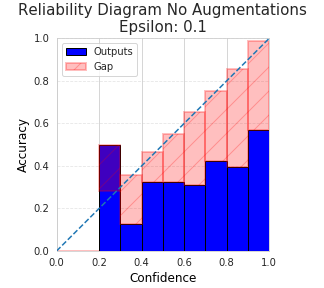 Reliability Diagram No Augmentations
Epsilon: 0.1
1.0
0.8
0.6
0.4
0.2
0.0
Accuracy
Outputs
Gap
0.0 0.2 0.4 0.6 0.8 1.0
Confidence